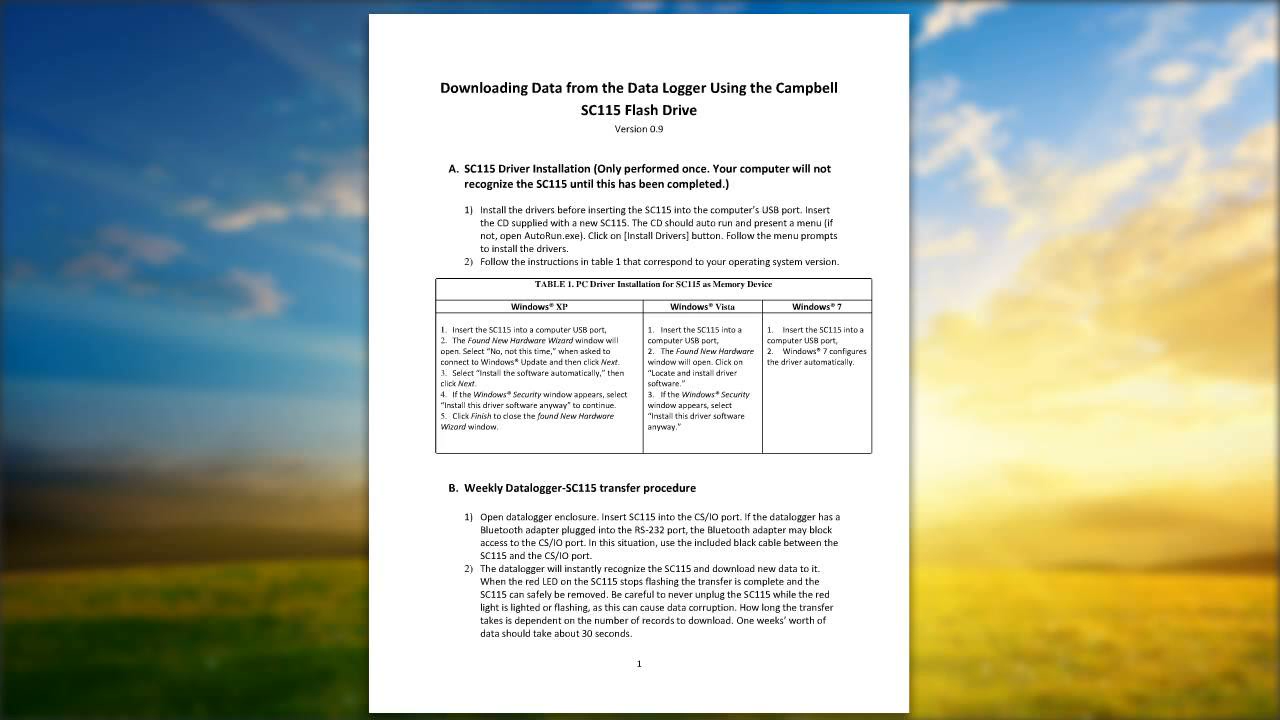 Downloading Data from the Data Logger Using the Campbell
SC115 Flash Drive
Version 0.9
A. SC115 Driver Installation (Only performed once. Your computer will not
recognize the SC115 until this has been completed.)
1) Install the drivers before inserting the SC115 into the computer's USB port. Insert
the CD supplied with a new SC115. The CD should auto run and present a menu (if
not, open AutoRun.exe). Click on [Install Drivers] button. Follow the menu prompts
to install the drivers.
2) Follow the instructions in table 1 that correspond to your operating system version.
TABLE 1. PC Driver Installation for SC115 as Memory Device
Windows® XP
1. Insert the SC115 into a computer USB port,
2. The Found New Hardware Wizard window will
open. Select "No, not this time," when asked to
connect to Windows® Update and then click Next.
3. Select "Install the software automatically," then
click Next.
4. If the Windows® Security window appears, select
"Install this driver software anyway" to continue.
5. Click Finish to close the found New Hardware
Wizard window.
Windows® Vista
1. Insert the SC115 into a
computer USB port,
2. The Found New Hardware
window will open. Click on
"Locate and install driver
software."
3. If the Windows® Security
window appears, select
"Install this driver software
anyway."
Windows® 7
1. Insert the SC115 into a
computer USB port,
2. Windows® 7 configures
the driver automatically.
B. Weekly Datalogger-SC115 transfer procedure
1) Open datalogger enclosure. Insert SC115 into the CS/IO port. If the datalogger has a
Bluetooth adapter plugged into the RS-232 port, the Bluetooth adapter may block
access to the CS/IO port. In this situation, use the included black cable between the
SC115 and the CS/IO port.
2) The datalogger will instantly recognize the SC115 and download new data to it.
When the red LED on the SC115 stops flashing the transfer is complete and the
SC115 can safely be removed. Be careful to never unplug the SC115 while the red
light is lighted or flashing, as this can cause data corruption. How long the transfer
takes is dependent on the number of records to download. One weeks' worth of
data should take about 30 seconds.
1